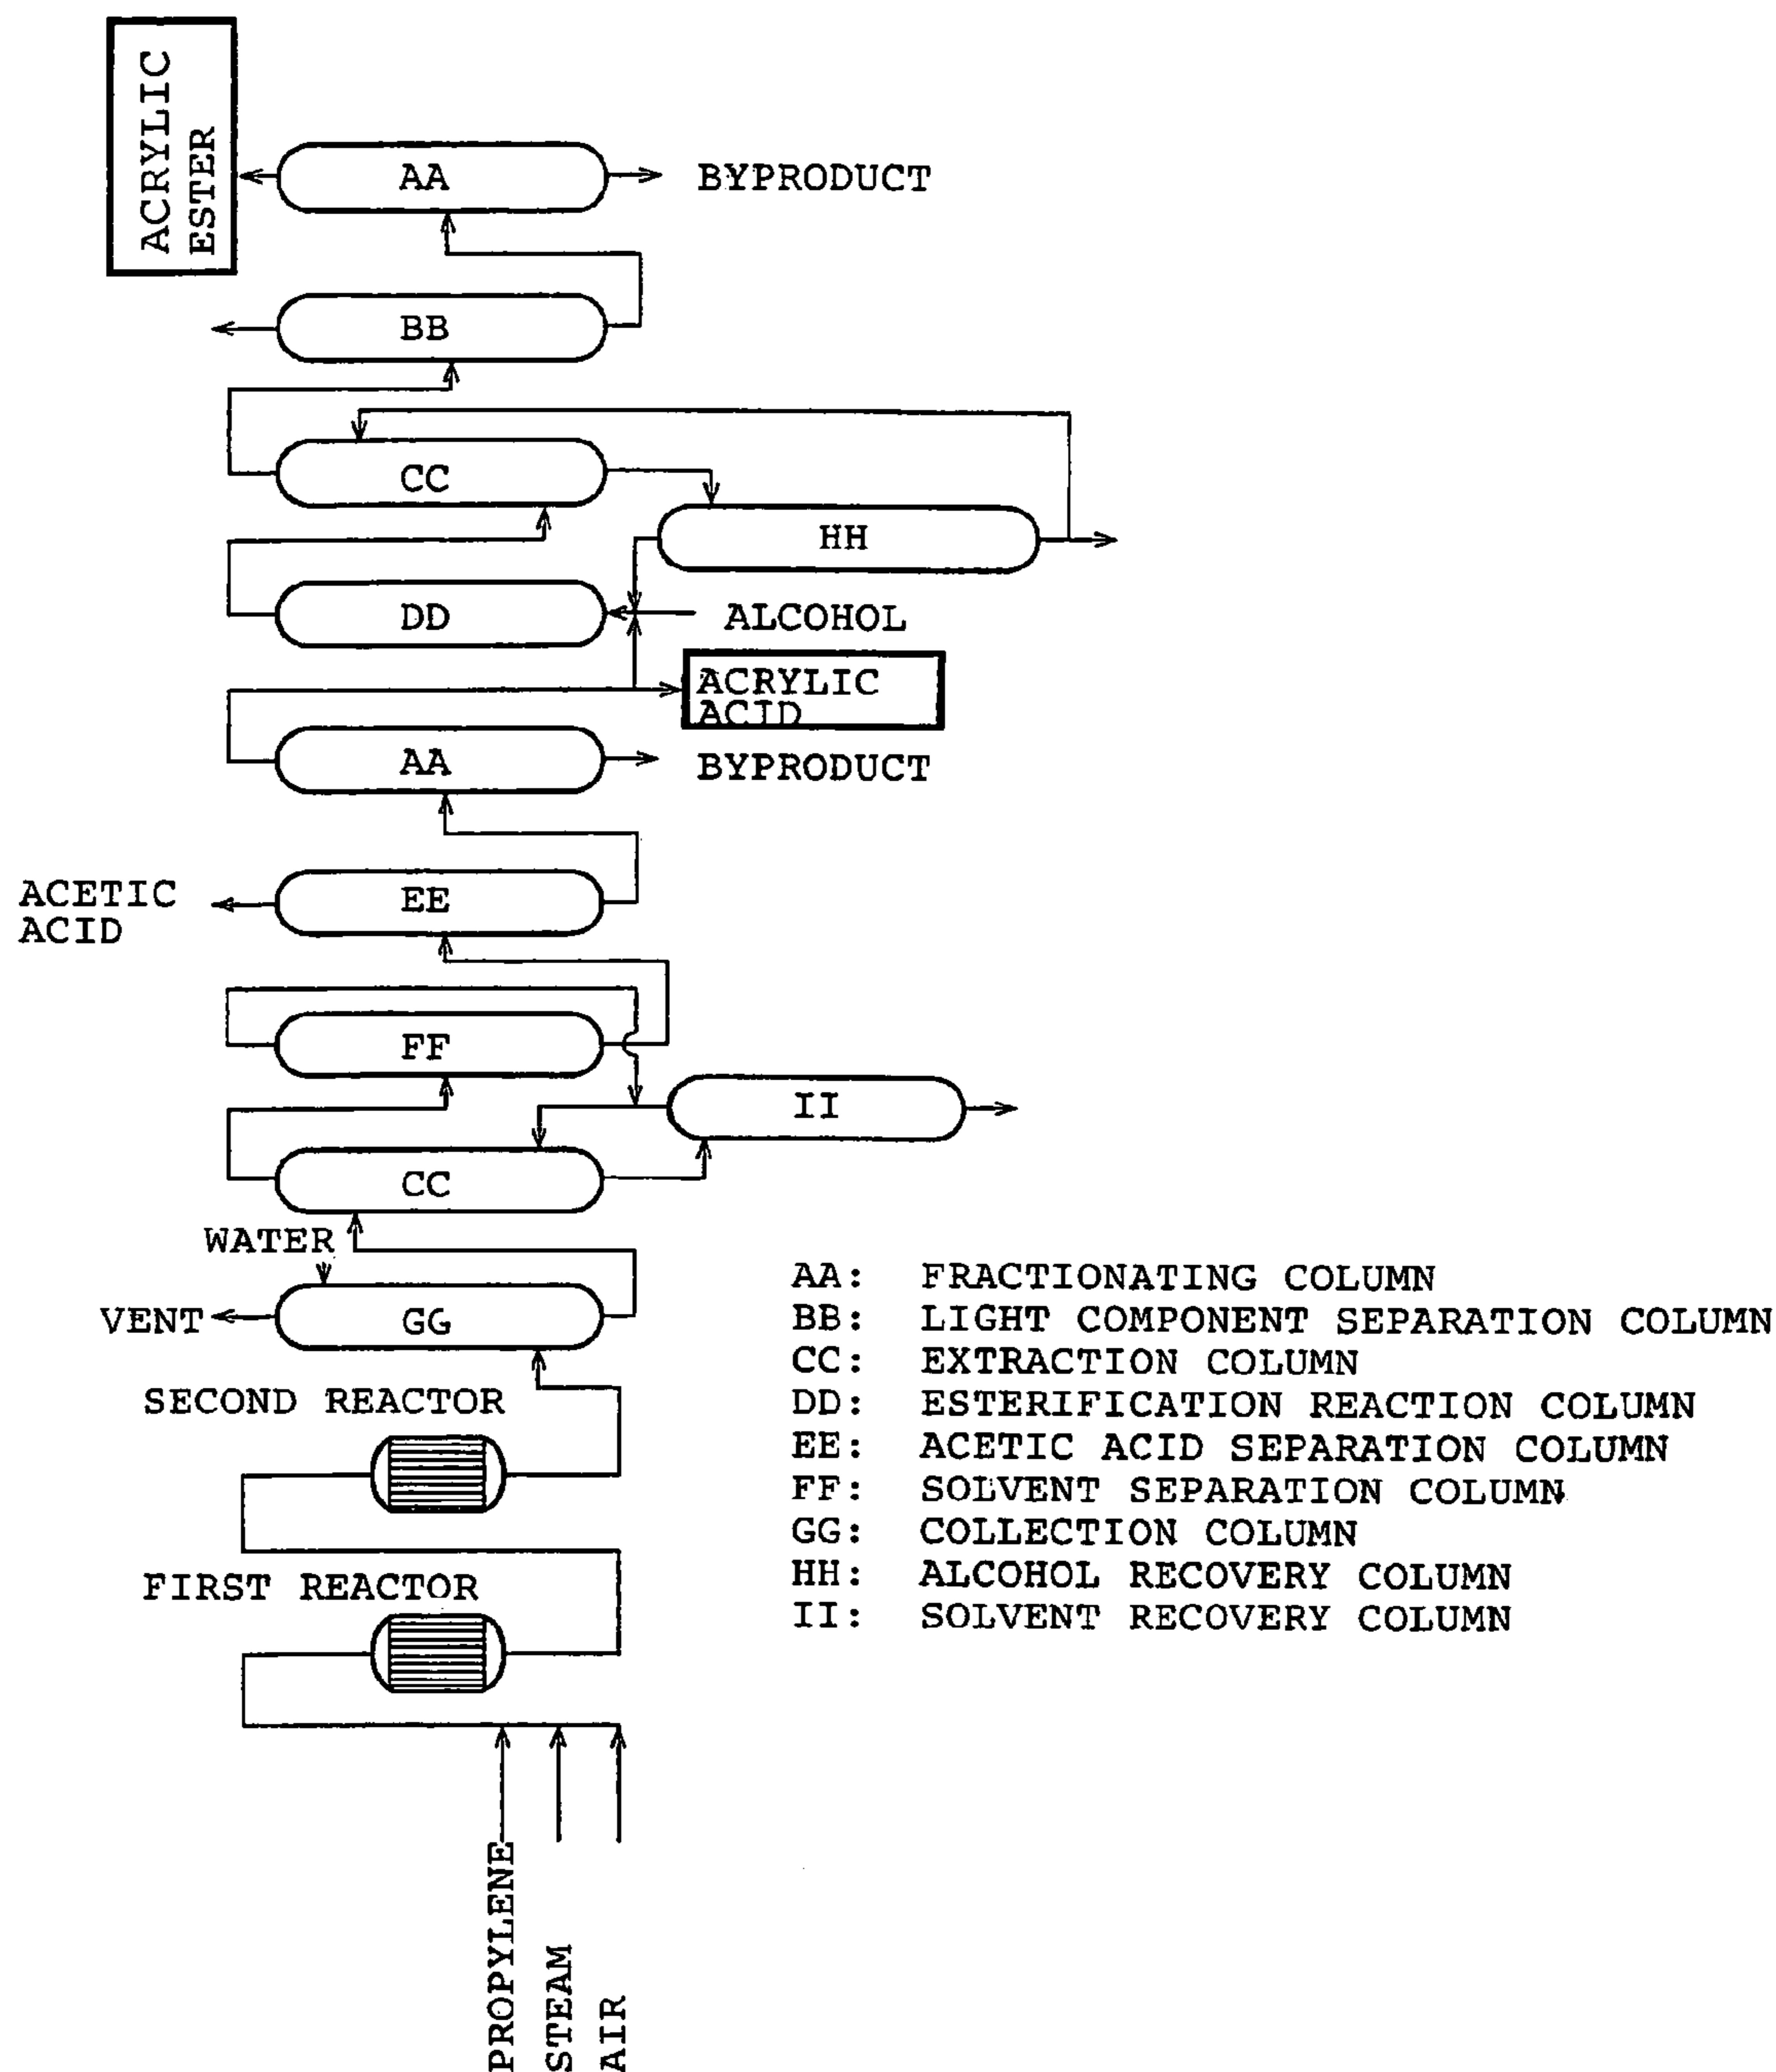 ACRYLIC
ESTER
AA
BYPRODUCT
BB
CC
HH
DD
ALCOHOL
ACRYLIC
ACID
AA
BYPRODUCT
ACETIC
ACID
EE
FF
II
CC
WATER
VENT
GG
SECOND REACTOR
FIRST REACTOR
PROPYLENE
STEAM
AIR
AA: FRACTIONATING COLUMN
BB: LIGHT COMPONENT SEPARATION COLUMN
CC: EXTRACTION COLUMN
DD: ESTERIFICATION REACTION COLUMN
EE: ACETIC ACID SEPARATION COLUMN
FF: SOLVENT SEPARATION COLUMN
GG: COLLECTION COLUMN
HH: ALCOHOL RECOVERY COLUMN
II: SOLVENT RECOVERY COLUMN